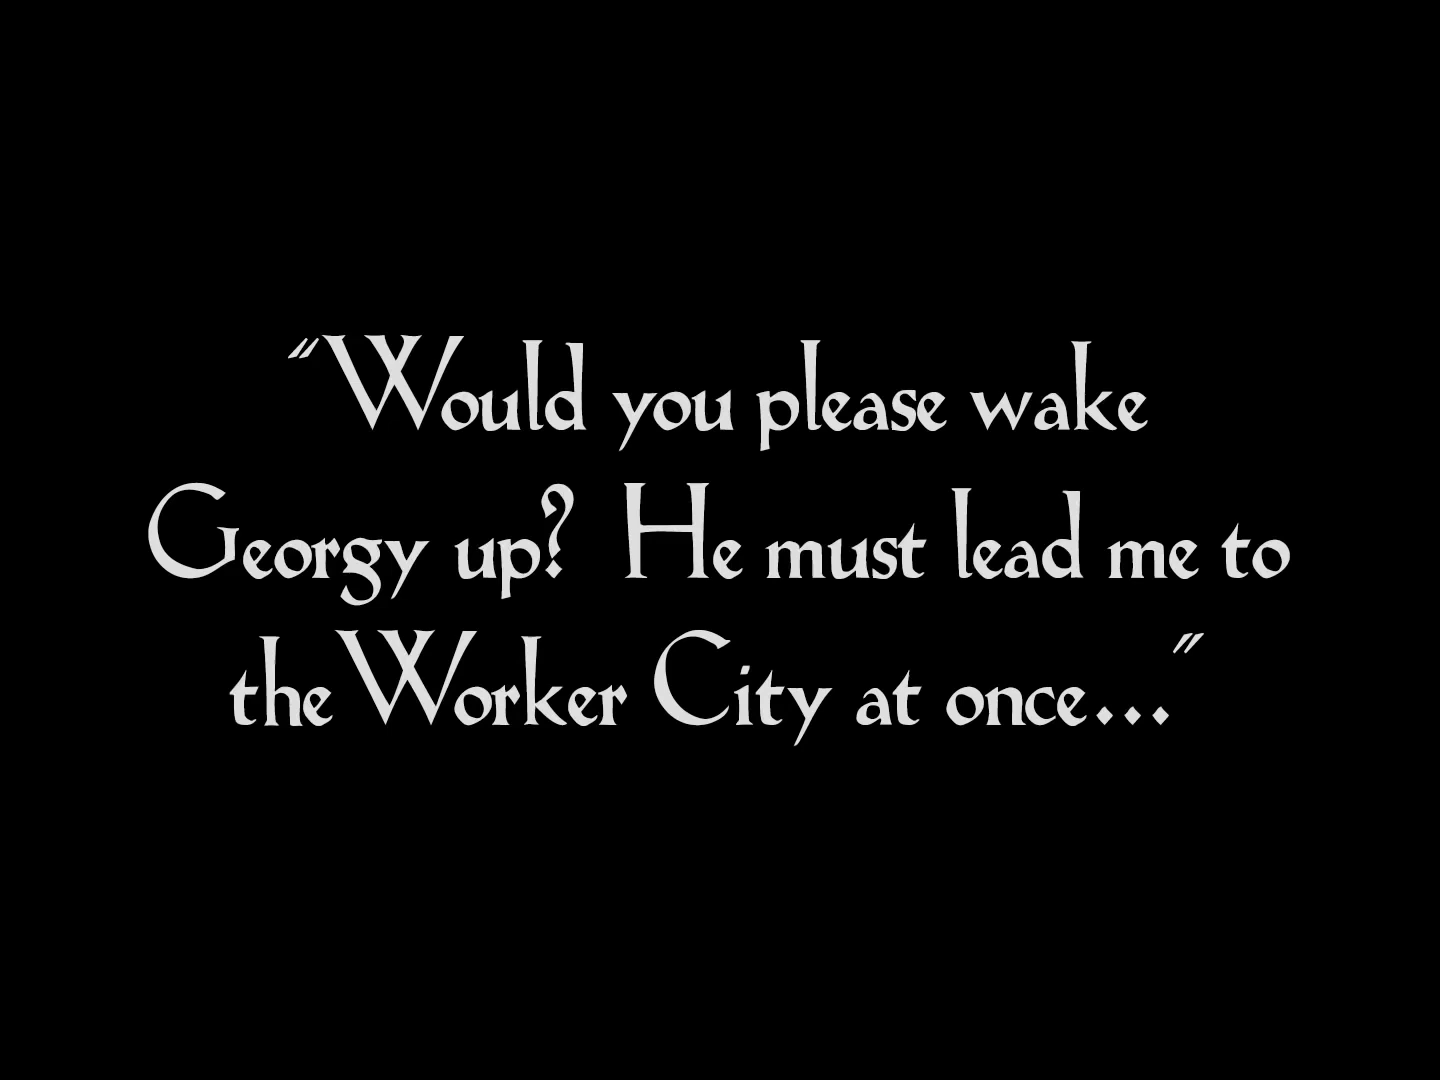 "Would you please wake
Georgy up?  He must lead me to
the Worker City at once..."